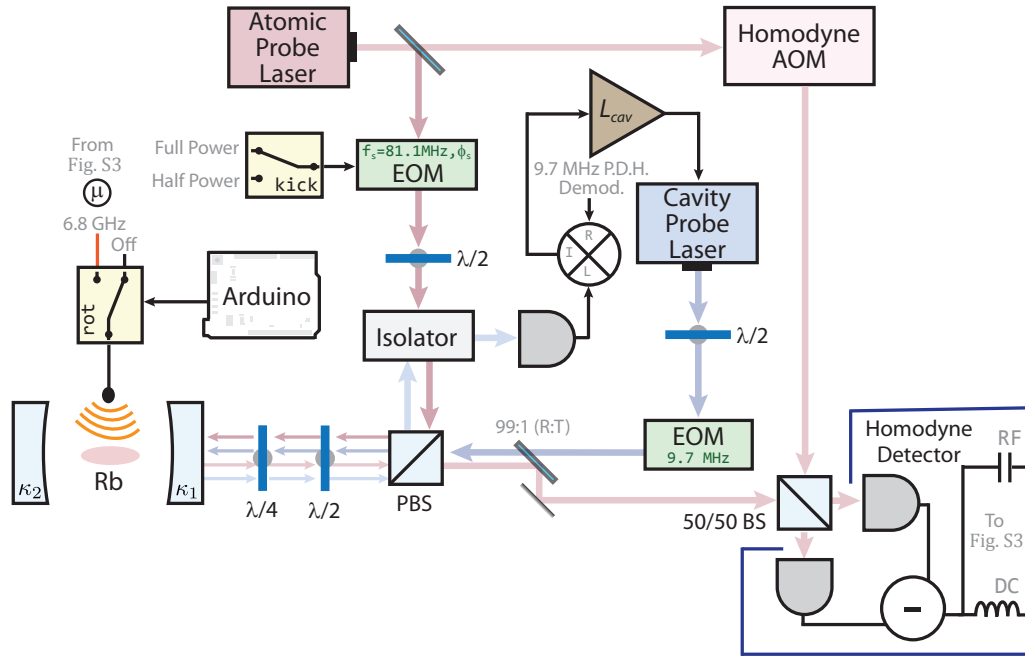 Atomic
Probe
Laser
Homodyne
AOM
L_cav
From
Fig. S3
μ
Full Power
Half Power
kick
f_s=81.1MHz,ϕ_s
EOM
9.7 MHz P.D.H.
Demod.
Cavity
Probe
Laser
6.8 GHz
Off
rot
Arduino
λ/2
R
I
L
Isolator
λ/2
99:1 (R:T)
EOM
9.7 MHz
Homodyne
Detector
RF
Rb
κ2
κ1
λ/4
λ/2
PBS
50/50 BS
To
Fig. S3
DC
-